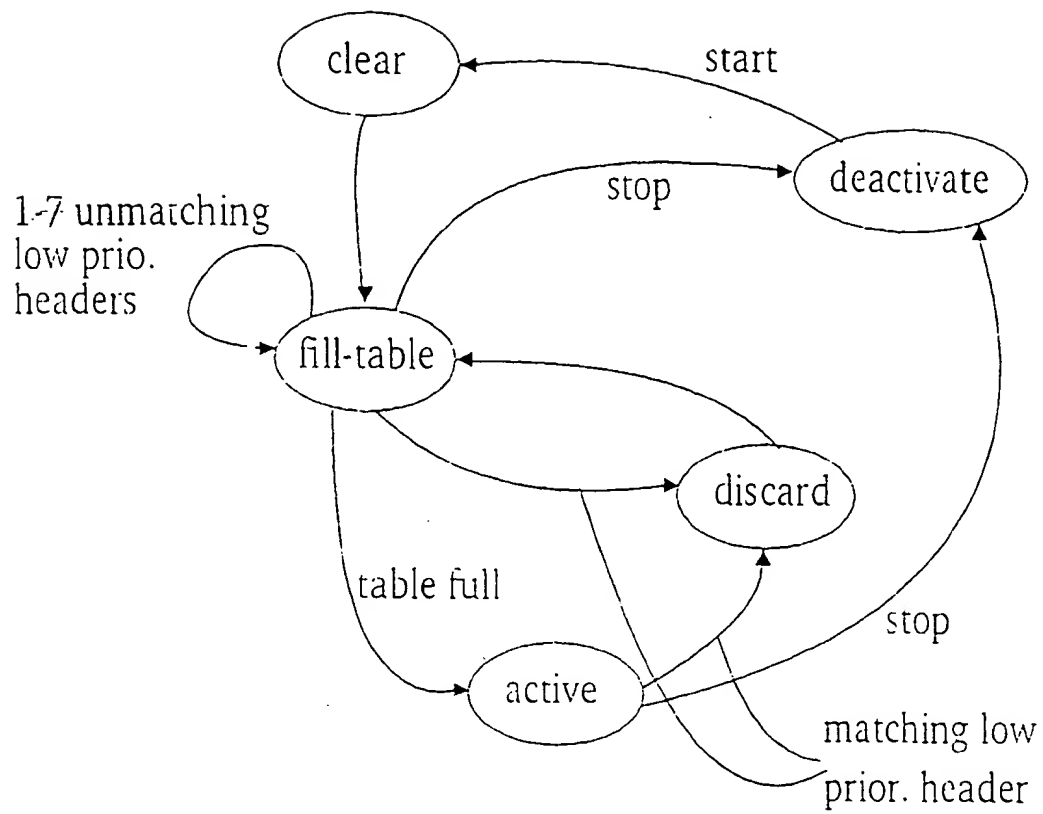 clear
start
deactivate
stop
1-7 unmatching
low prio.
headers
fill-table
discard
table full
stop
active
matching low
prior. header